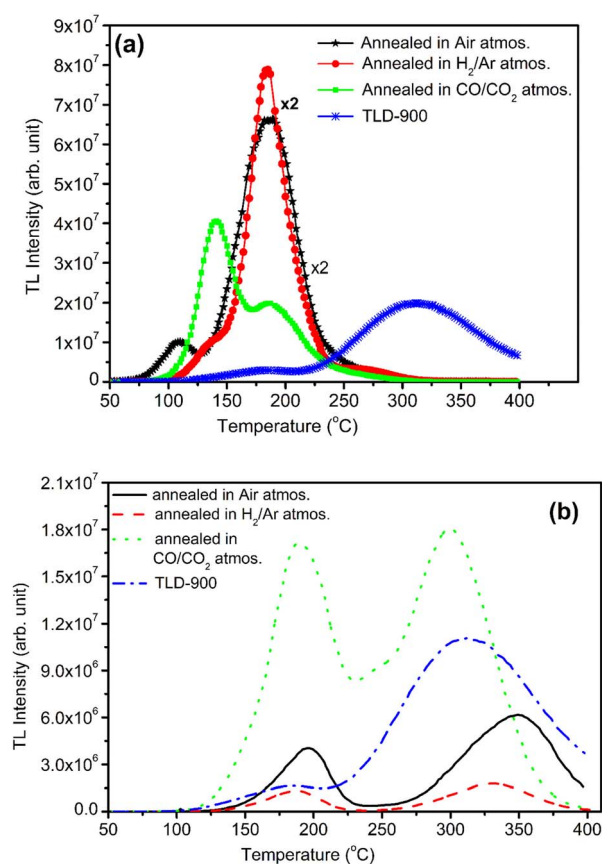 (a)
Annealed in Air atmos.
Annealed in H₂/Ar atmos.
Annealed in CO/CO₂ atmos.
TLD-900
x2
x2
TL Intensity (arb. unit)
9x10⁷
8x10⁷
7x10⁷
6x10⁷
5x10⁷
4x10⁷
3x10⁷
2x10⁷
1x10⁷
0
50 100 150 200 250 300 350 400
Temperature (°C)
(b)
annealed in Air atmos.
annealed in H₂/Ar atmos.
annealed in
CO/CO₂ atmos.
TLD-900
TL Intensity (arb. unit)
2.1x10⁷
1.8x10⁷
1.5x10⁷
1.2x10⁷
9.0x10⁶
6.0x10⁶
3.0x10⁶
0.0
50 100 150 200 250 300 350 400
Temperature (°C)